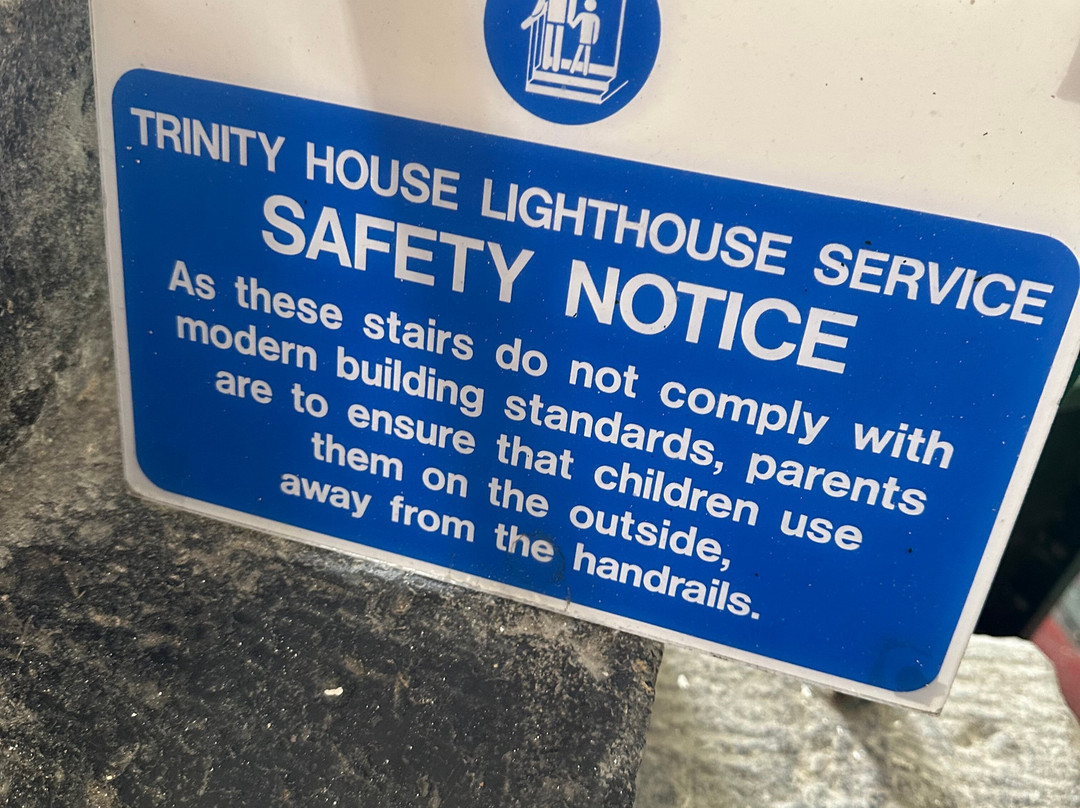 TRINITY HOUSE LIGHTHOUSE SERVICE
SAFETY NOTICE
As these stairs do not comply with
modern building standards, parents
are to ensure that children use
them on the outside,
away from the handrails.